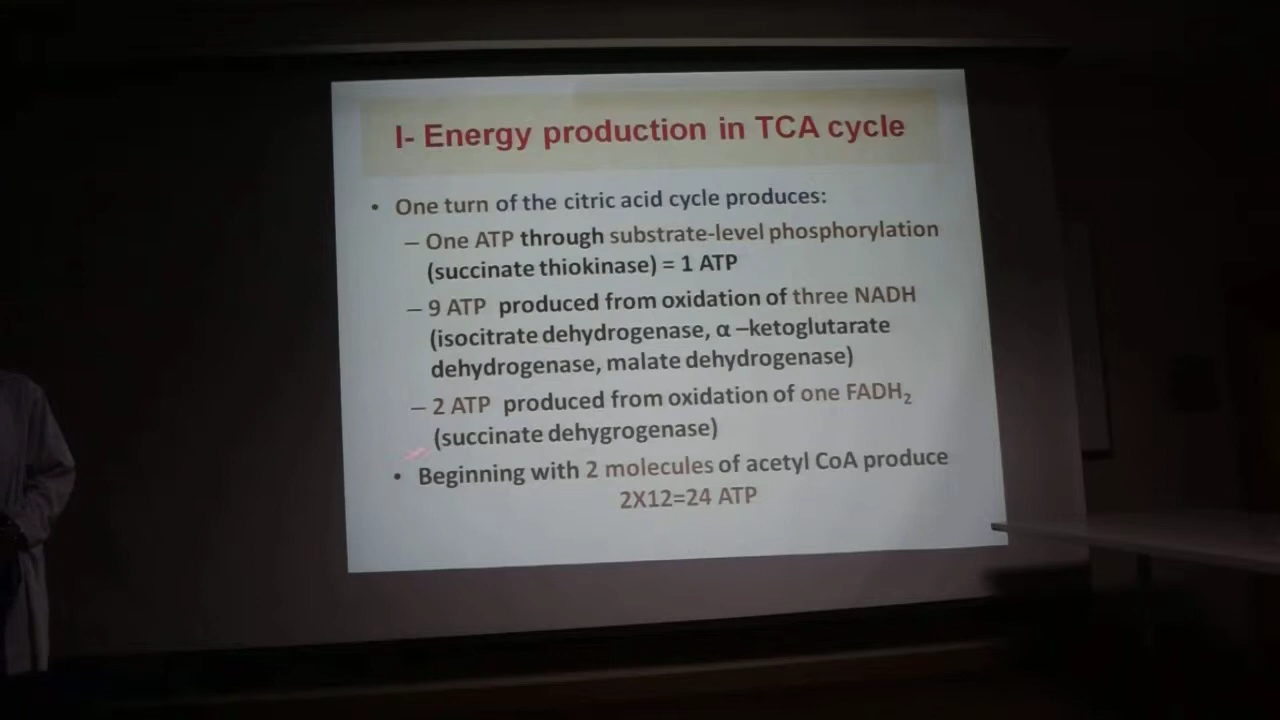 I- Energy production in TCA cycle
• One turn of the citric acid cycle produces:
– One ATP through substrate-level phosphorylation
(succinate thiokinase) = 1 ATP
– 9 ATP produced from oxidation of three NADH
(isocitrate dehydrogenase, α –ketoglutarate
dehydrogenase, malate dehydrogenase)
– 2 ATP produced from oxidation of one FADH₂
(succinate dehygrogenase)
• Beginning with 2 molecules of acetyl CoA produce
2X12=24 ATP